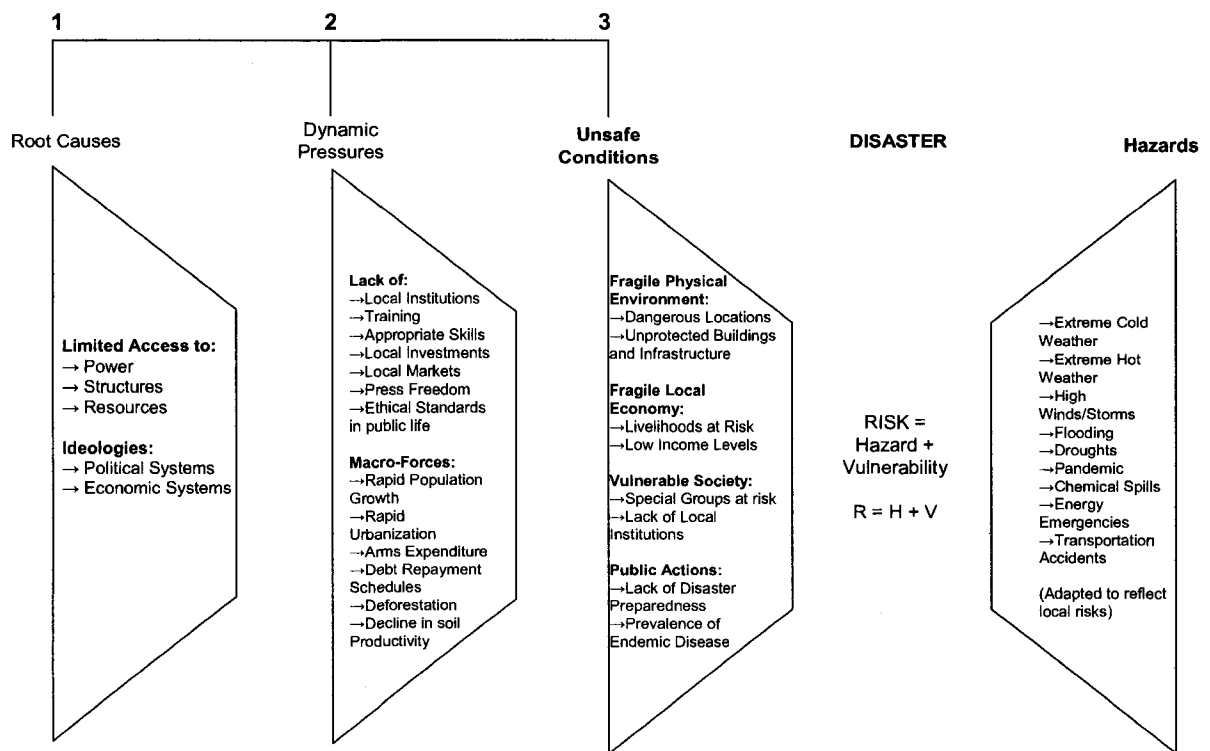 1
2
3
Root Causes
Dynamic
Pressures
Unsafe
Conditions
DISASTER
Hazards
Limited Access to:
→ Power
→ Structures
→ Resources
Ideologies:
→ Political Systems
→ Economic Systems
Lack of:
→Local Institutions
→Training
→Appropriate Skills
→Local Investments
→Local Markets
→Press Freedom
→Ethical Standards
in public life
Macro-Forces:
→Rapid Population
Growth
→Rapid
Urbanization
→Arms Expenditure
→Debt Repayment
Schedules
→Deforestation
→Decline in soil
Productivity
Fragile Physical
Environment:
→Dangerous Locations
→Unprotected Buildings
and Infrastructure
Fragile Local
Economy:
→Livelihoods at Risk
→Low Income Levels
Vulnerable Society:
→Special Groups at risk
→Lack of Local
Institutions
Public Actions:
→Lack of Disaster
Preparedness
→Prevalence of
Endemic Disease
RISK =
Hazard +
Vulnerability
R = H + V
→Extreme Cold
Weather
→Extreme Hot
Weather
→High
Winds/Storms
→Flooding
→Droughts
→Pandemic
→Chemical Spills
→Energy
Emergencies
→Transportation
Accidents
(Adapted to reflect
local risks)